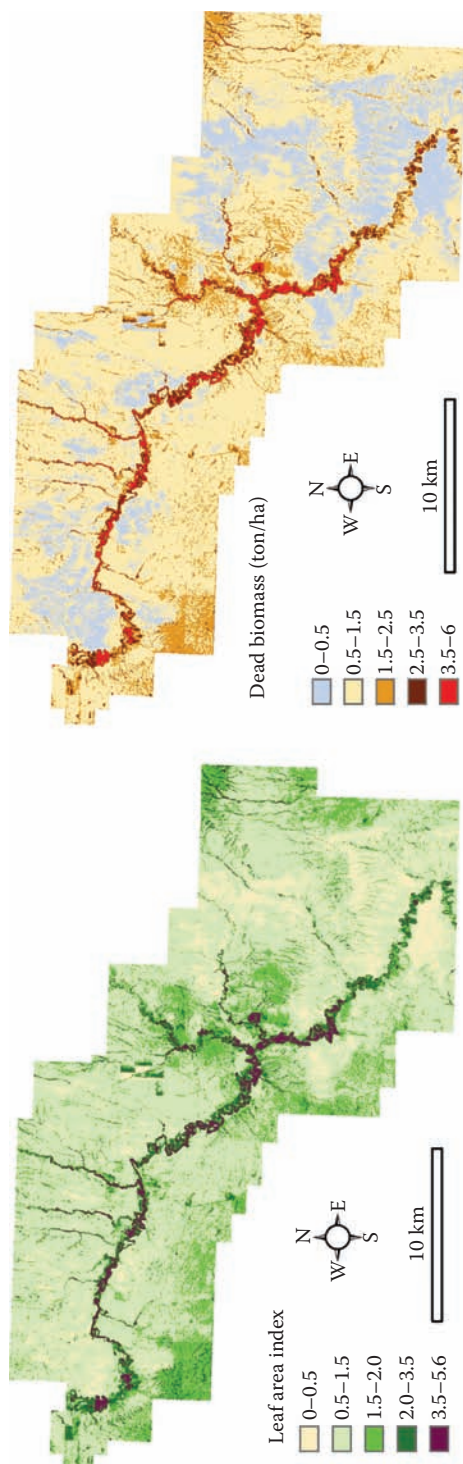 Dead biomass (ton/ha)
0–0.5
0.5–1.5
1.5–2.5
2.5–3.5
3.5–6
N
W
E
S
10 km
Leaf area index
0–0.5
0.5–1.5
1.5–2.0
2.0–3.5
3.5–5.6
N
W
E
S
10 km